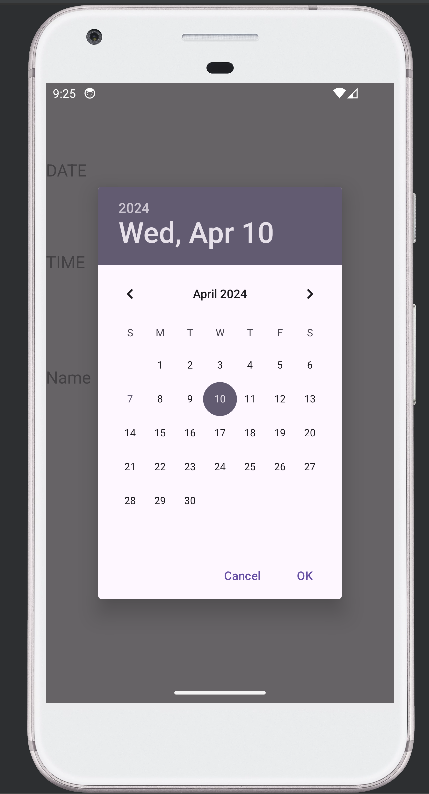 9:25
DATE
2024
Wed, Apr 10
TIME
April 2024
S M T W T F S
1 2 3 4 5 6
Name
7 8 9 10 11 12 13
14 15 16 17 18 19 20
21 22 23 24 25 26 27
28 29 30
Cancel OK